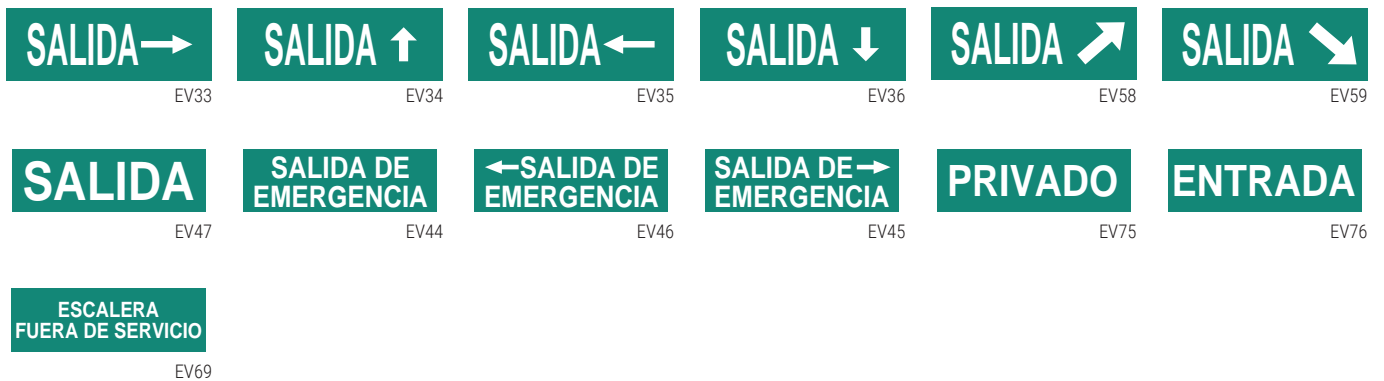 SALIDA→
SALIDA ↑
SALIDA←
SALIDA ↓
SALIDA ↗
SALIDA ↘
EV33
EV34
EV35
EV36
EV58
EV59
SALIDA
SALIDA DE
EMERGENCIA
←SALIDA DE
EMERGENCIA
SALIDA DE→
EMERGENCIA
PRIVADO
ENTRADA
EV47
EV44
EV46
EV45
EV75
EV76
ESCALERA
FUERA DE SERVICIO
EV69